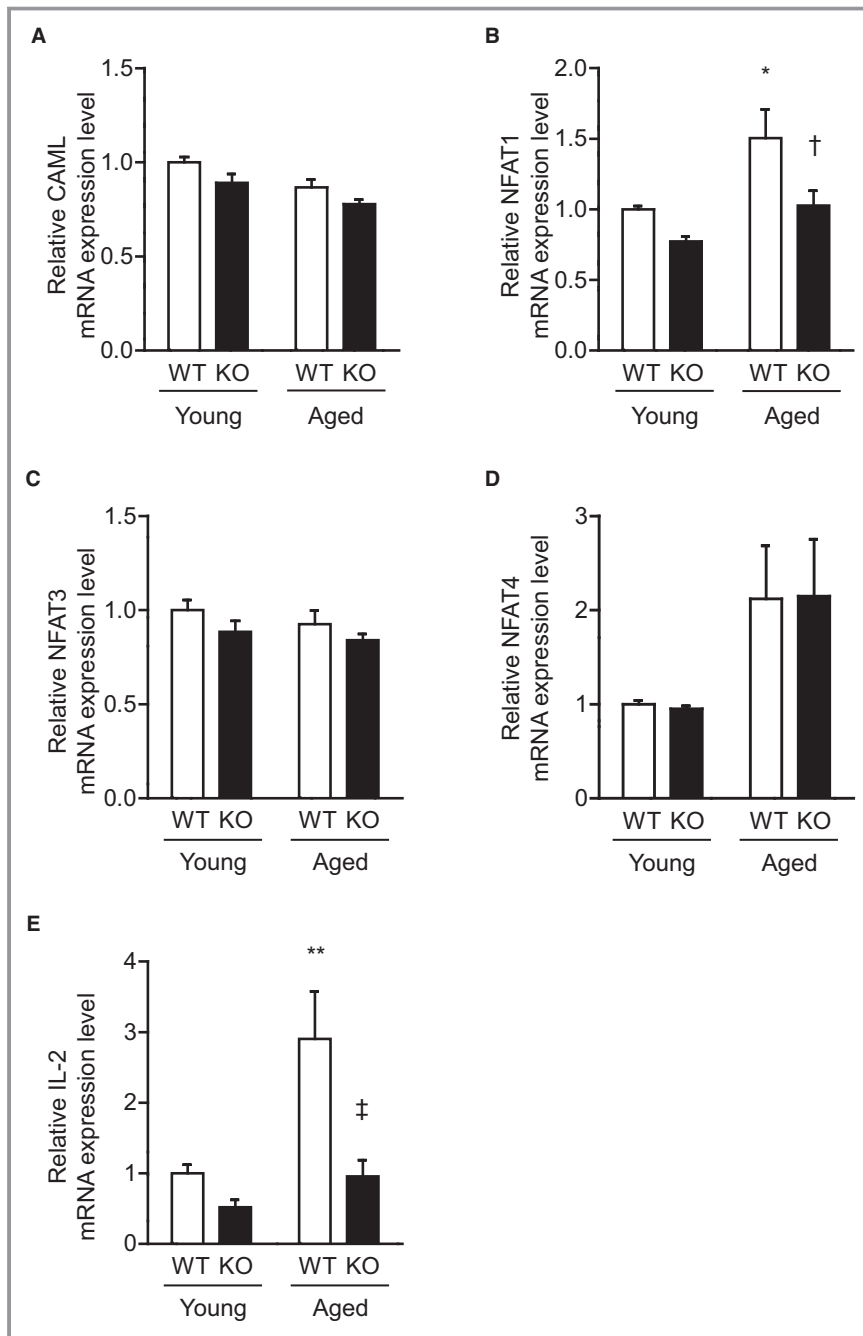 A
Relative CAML
mRNA expression level
1.5
1.0
0.5
0.0
WT KO WT KO
Young Aged
B
Relative NFAT1
mRNA expression level
2.0
1.5
1.0
0.5
0.0
*
†
WT KO WT KO
Young Aged
C
Relative NFAT3
mRNA expression level
1.5
1.0
0.5
0.0
WT KO WT KO
Young Aged
D
Relative NFAT4
mRNA expression level
3
2
1
0
WT KO WT KO
Young Aged
E
Relative IL-2
mRNA expression level
4
3
2
1
0
**
‡
WT KO WT KO
Young Aged